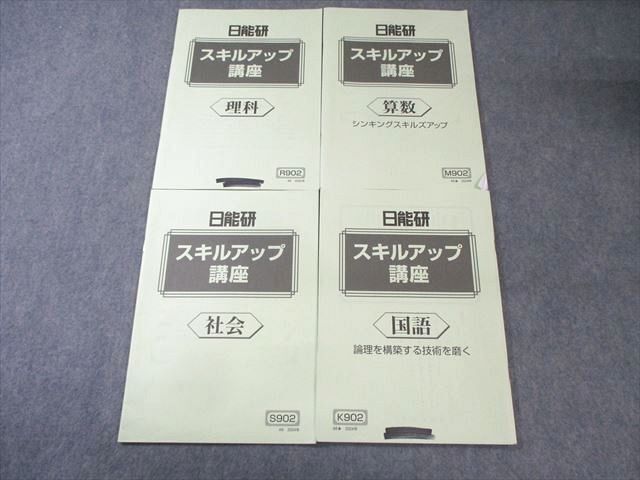 日能研
スキルアップ
講座
理科
R902
日能研
スキルアップ
講座
算数
シンキングスキルズアップ
M902
日能研
スキルアップ
講座
社会
S902
日能研
スキルアップ
講座
国語
論理を構築する技術を磨く
K902